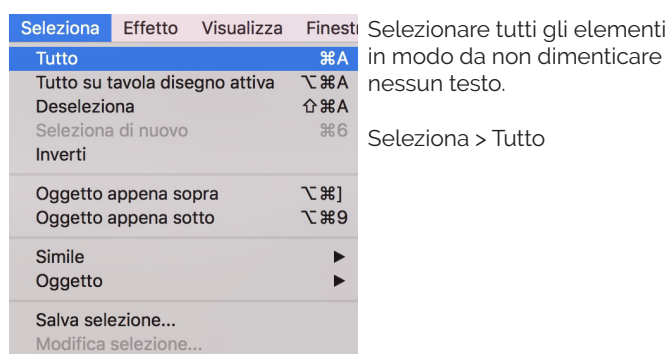 Seleziona Effetto Visualizza Finest
Tutto ⌘A
Tutto su tavola disegno attiva ⌥⌘A
Deseleziona ⇧⌘A
Seleziona di nuovo ⌘6
Inverti
Oggetto appena sopra ⌥⌘]
Oggetto appena sotto ⌥⌘9
Simile ▶
Oggetto ▶
Salva selezione...
Modifica selezione...
Selezionare tutti gli elementi
in modo da non dimenticare
nessun testo.
Seleziona > Tutto